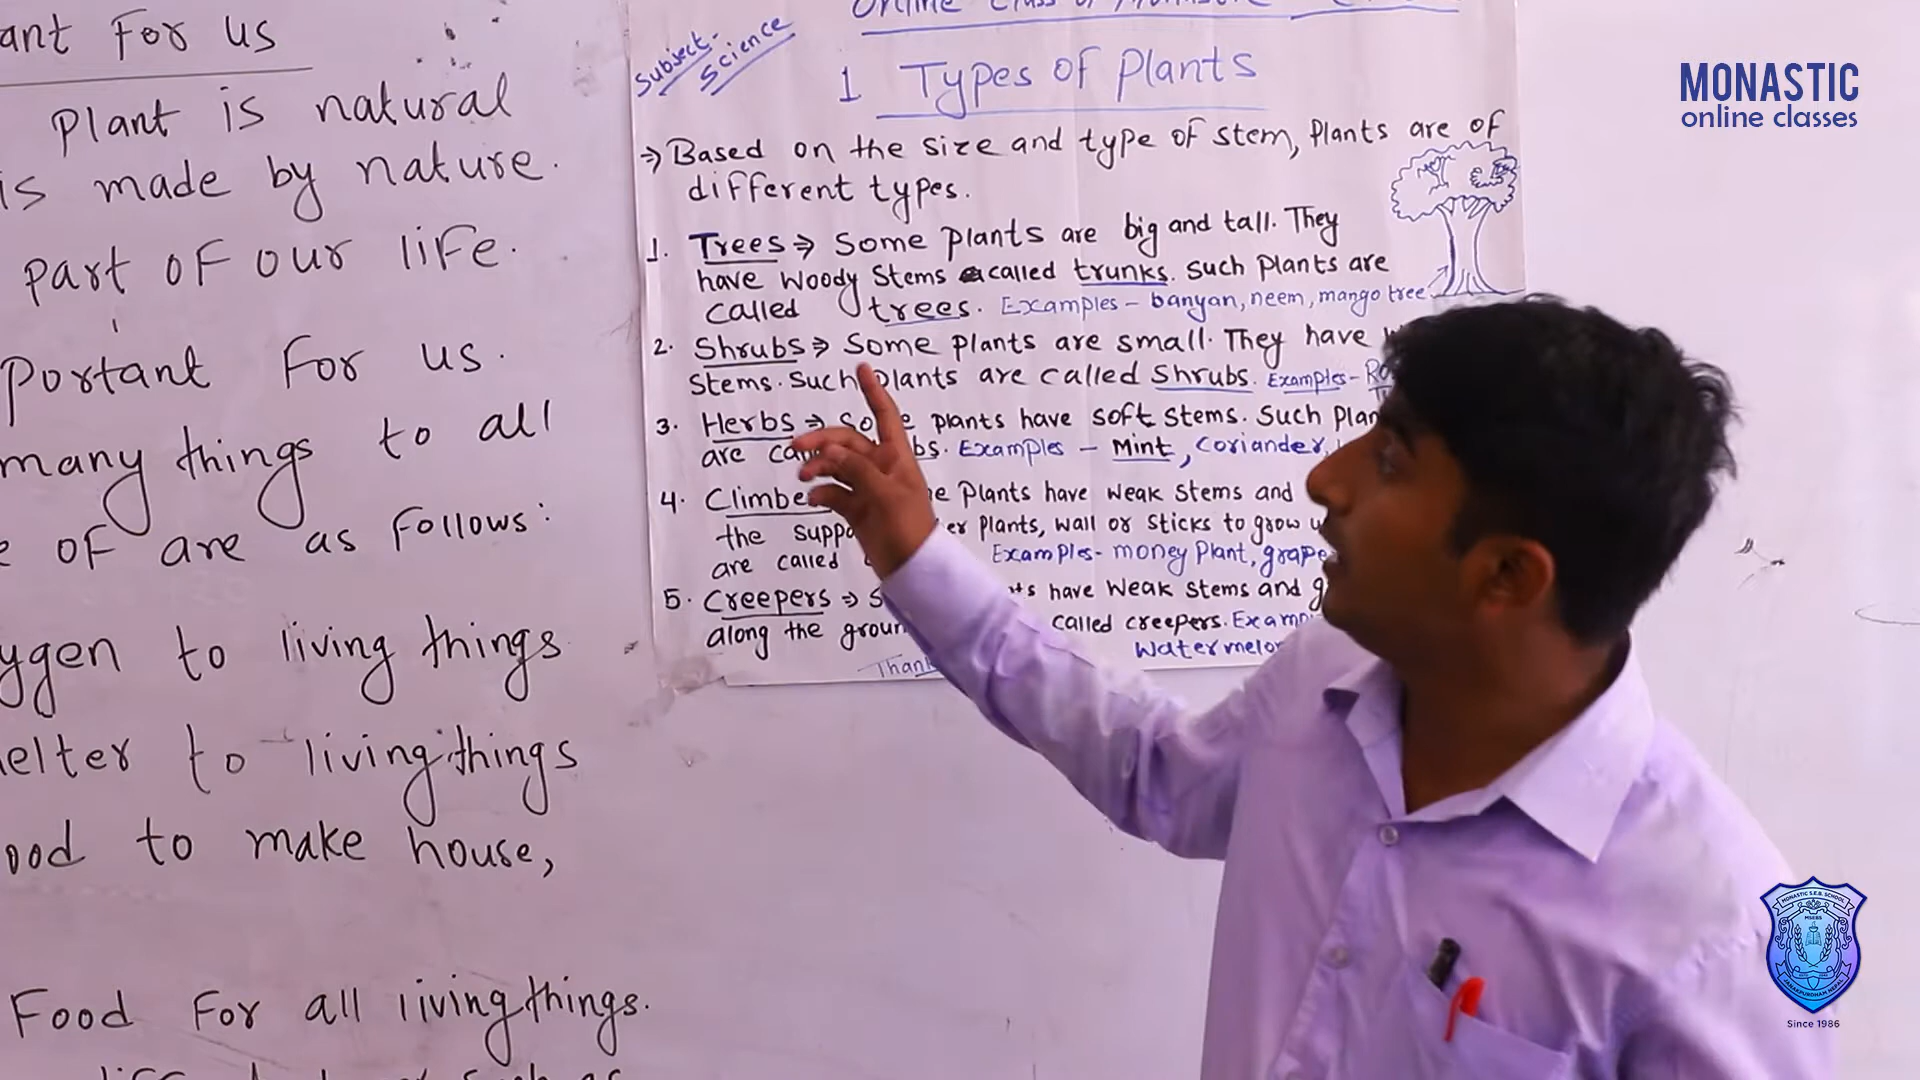 ant For us
Plant is natural
is made by nature.
part of our life.
portant For us.
many things to all
OF are as Follows:
ygen to living things
elter to living things
ood to make house,
Food For all living things.
Subject-
Science
1 Types of Plants
⇒ Based on the size and type of stem, Plants are of
different types.
1. Trees ⇒ Some plants are big and tall. They
have woody stems called trunks. Such Plants are
called trees. Examples - banyan, neem, mango tree
2. Shrubs ⇒ Some plants are small. They have
stems. Such plants are called Shrubs. Examples-
3. Herbs ⇒ plants have soft stems. Such
are bs. Examples - Mint, Coriander,
4. Plants have weak stems and
the er plants, wall or sticks to grow
are called Examples- money Plant,
5. Creepers ⇒ have weak stems and
along the called creepers.
MONASTIC
online classes
MONASTIC S.E.B. SCHOOL
JANAKPURDHAM NEPAL
Since 1986